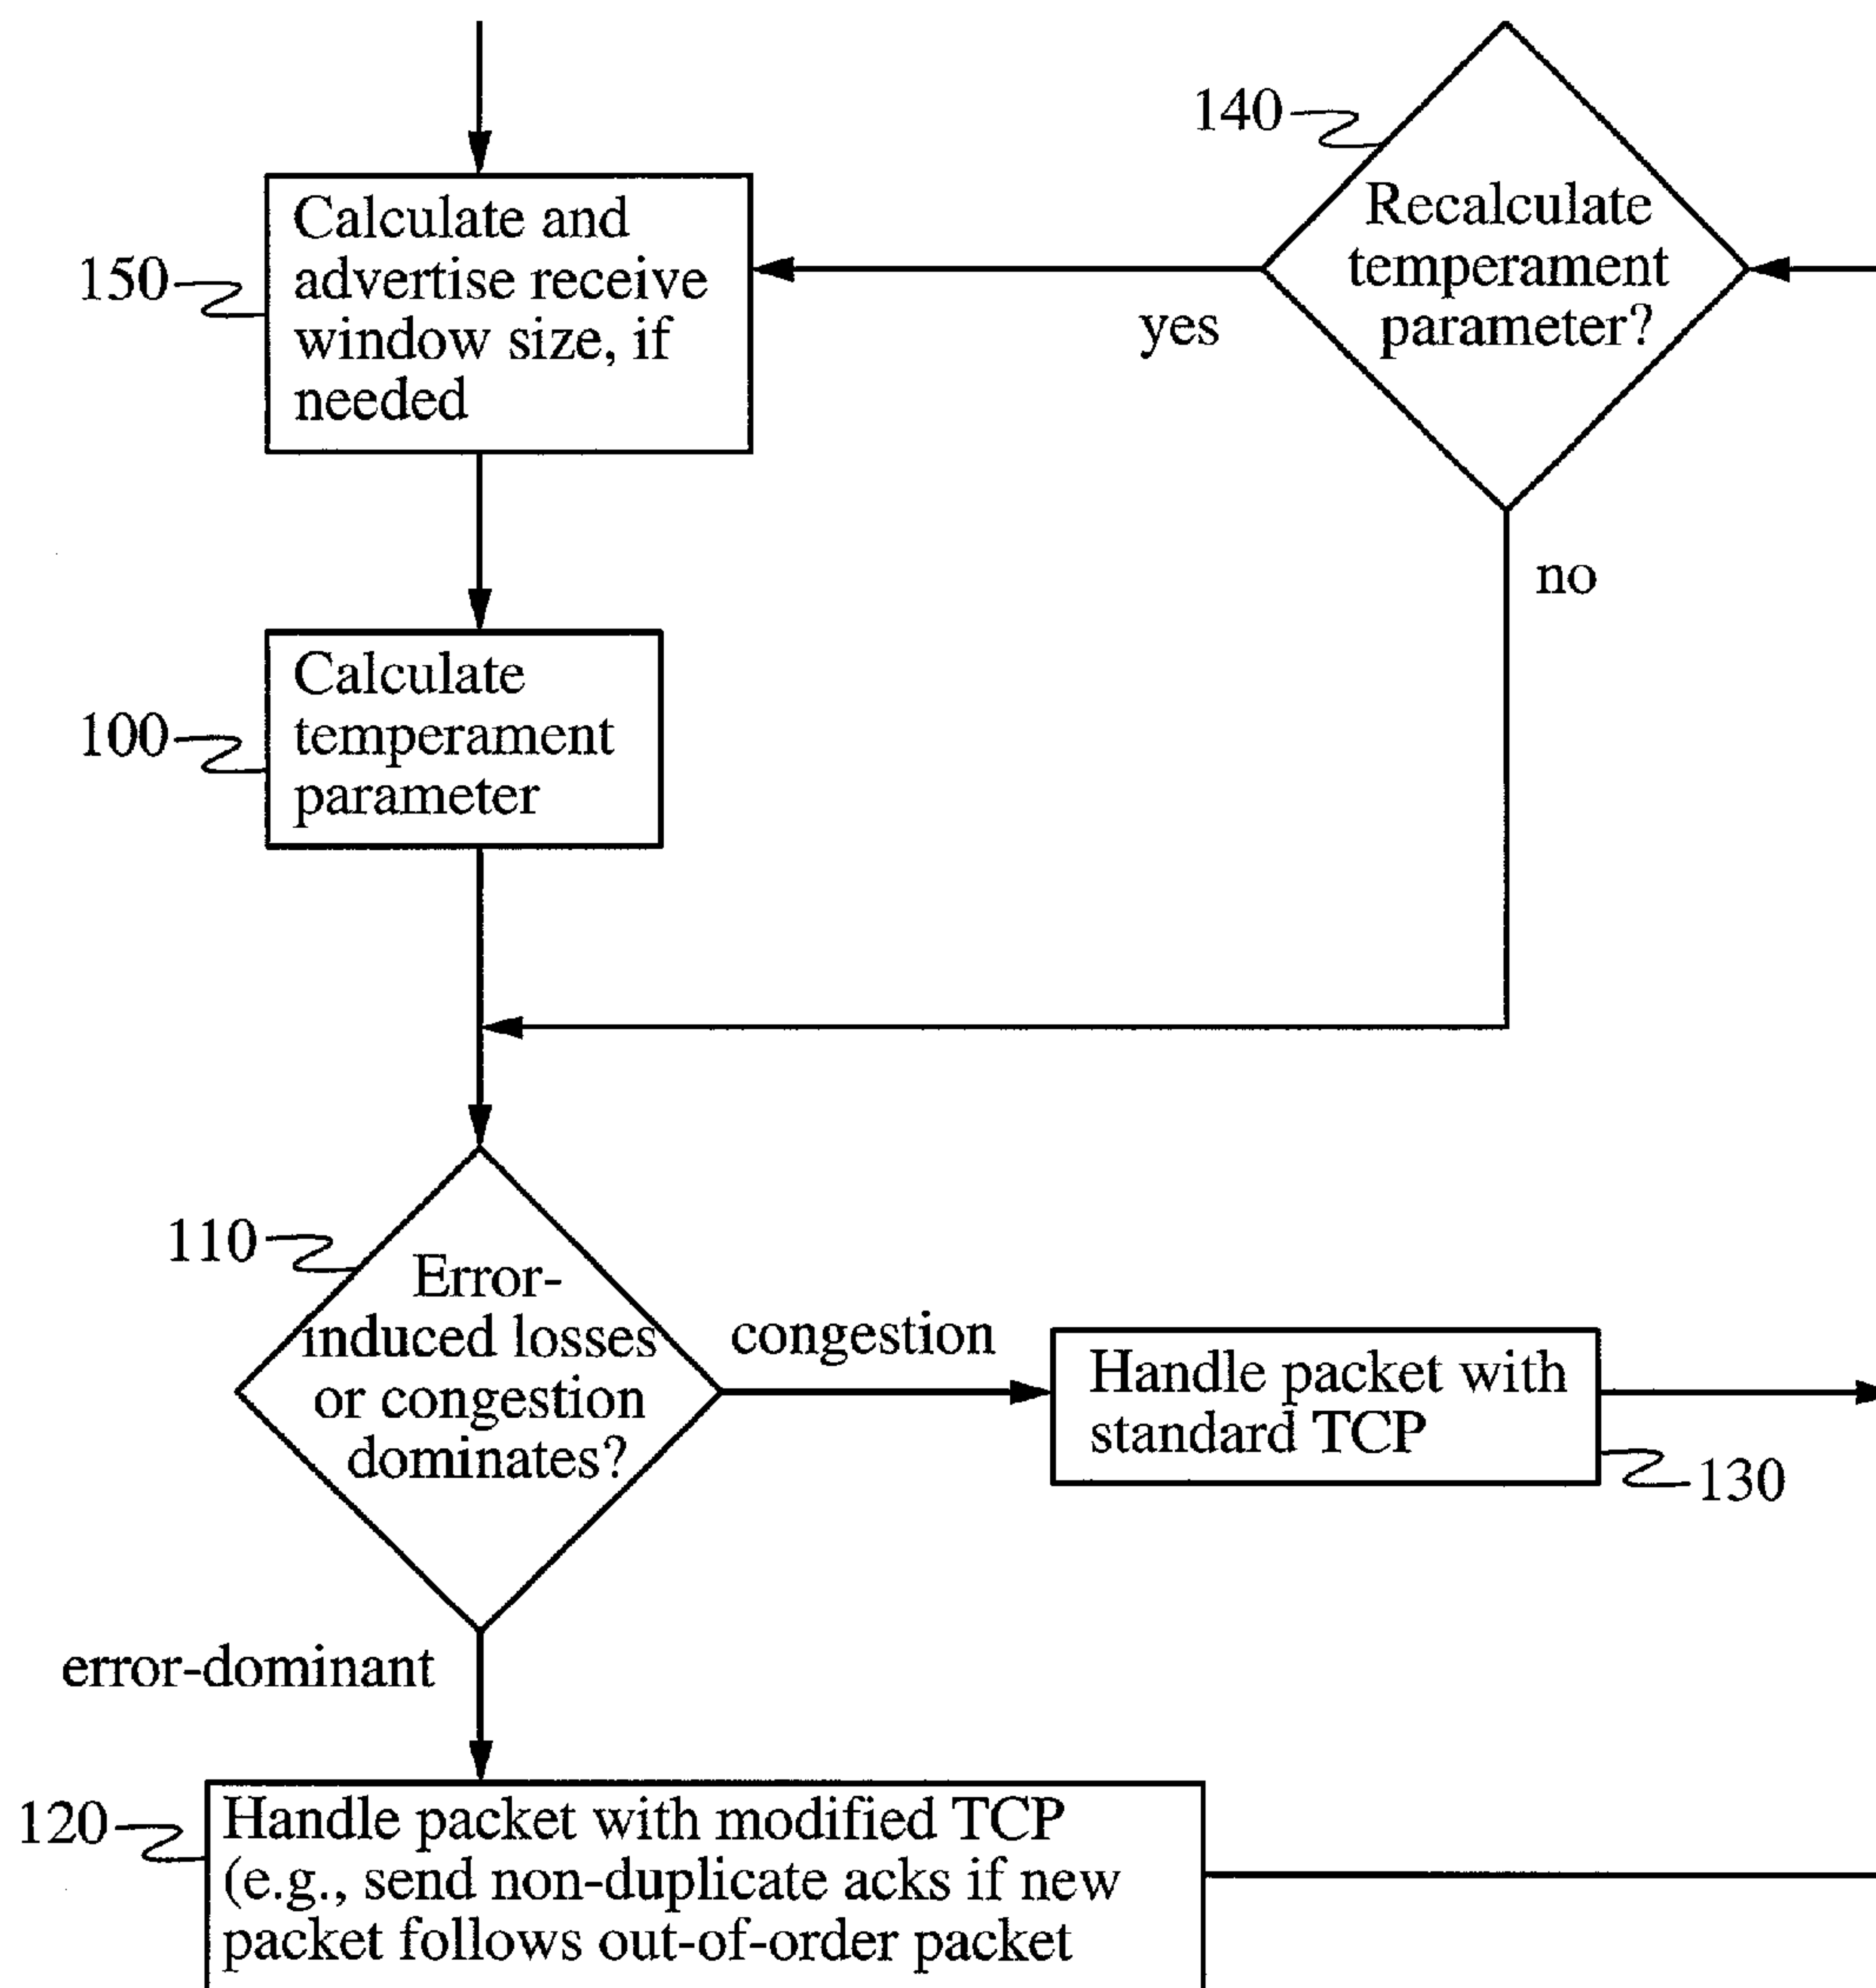 140
Recalculate
temperament
parameter?
Calculate and
advertise receive
window size, if
needed
150
yes
no
Calculate
temperament
parameter
100
110
Error-
induced losses
or congestion
dominates?
congestion
Handle packet with
standard TCP
130
error-dominant
120
Handle packet with modified TCP
(e.g., send non-duplicate acks if new
packet follows out-of-order packet